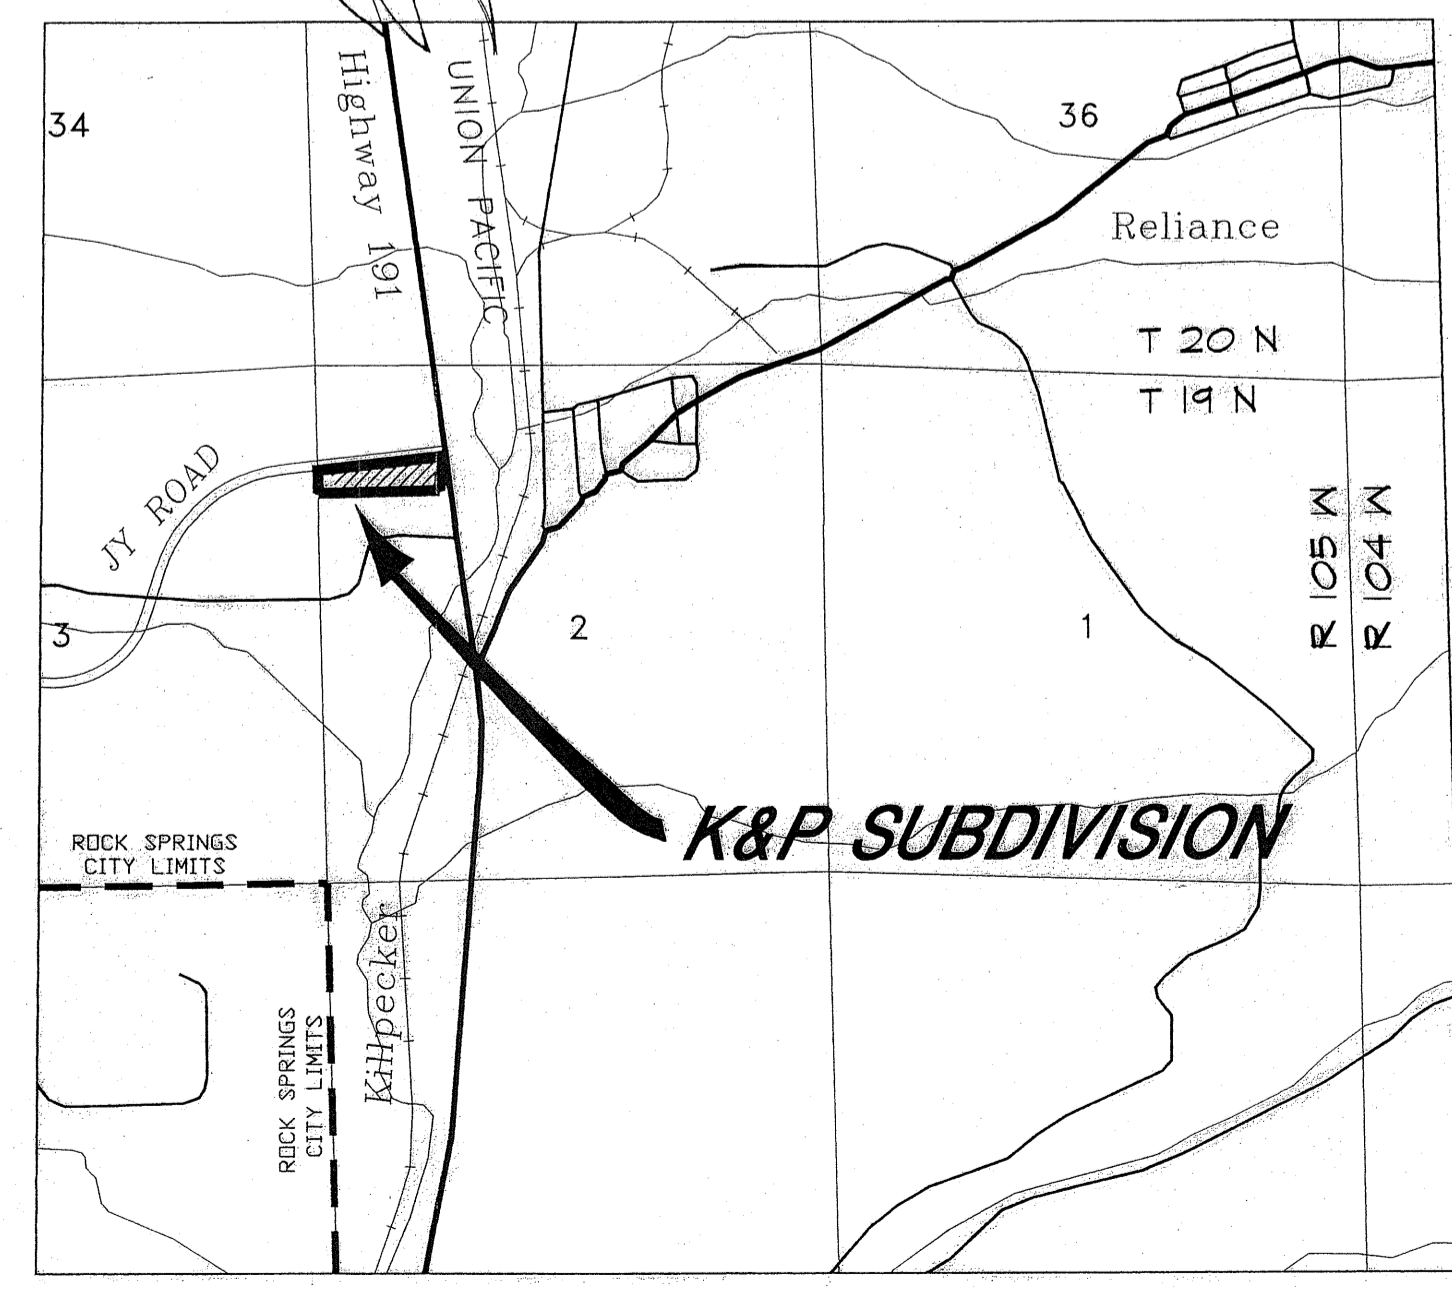 34
Highway 191
UNION PACIFIC
36
Reliance
T 20 N
T 19 N
JY ROAD
R 105 W
R 104 W
3
2
1
K&P SUBDIVISION
ROCK SPRINGS
CITY LIMITS
Killpecker
ROCK SPRINGS
CITY LIMITS